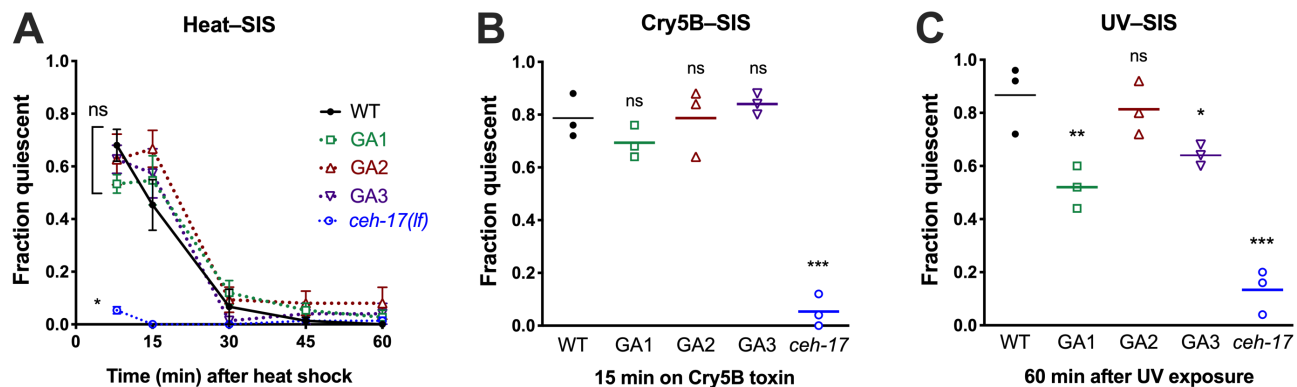 A
Heat–SIS
Fraction quiescent
1.0
0.8
0.6
0.4
0.2
0.0
ns
*
WT
GA1
GA2
GA3
ceh-17(lf)
0 15 30 45 60
Time (min) after heat shock
B
Cry5B–SIS
Fraction quiescent
1.0
0.8
0.6
0.4
0.2
0.0
ns
ns
ns
***
WT GA1 GA2 GA3 ceh-17
15 min on Cry5B toxin
C
UV–SIS
Fraction quiescent
1.0
0.8
0.6
0.4
0.2
0.0
**
ns
*
***
WT GA1 GA2 GA3 ceh-17
60 min after UV exposure